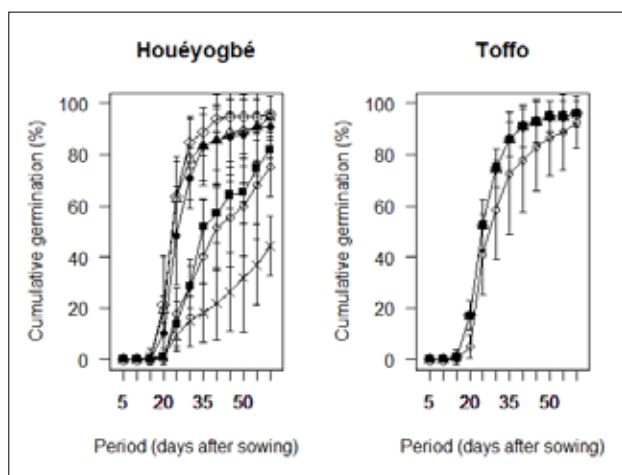 Houéyogbé
Cumulative germination (%)
100
80
60
40
20
0
5 20 35 50
Period (days after sowing)
Toffo
Cumulative germination (%)
100
80
60
40
20
0
5 20 35 50
Period (days after sowing)